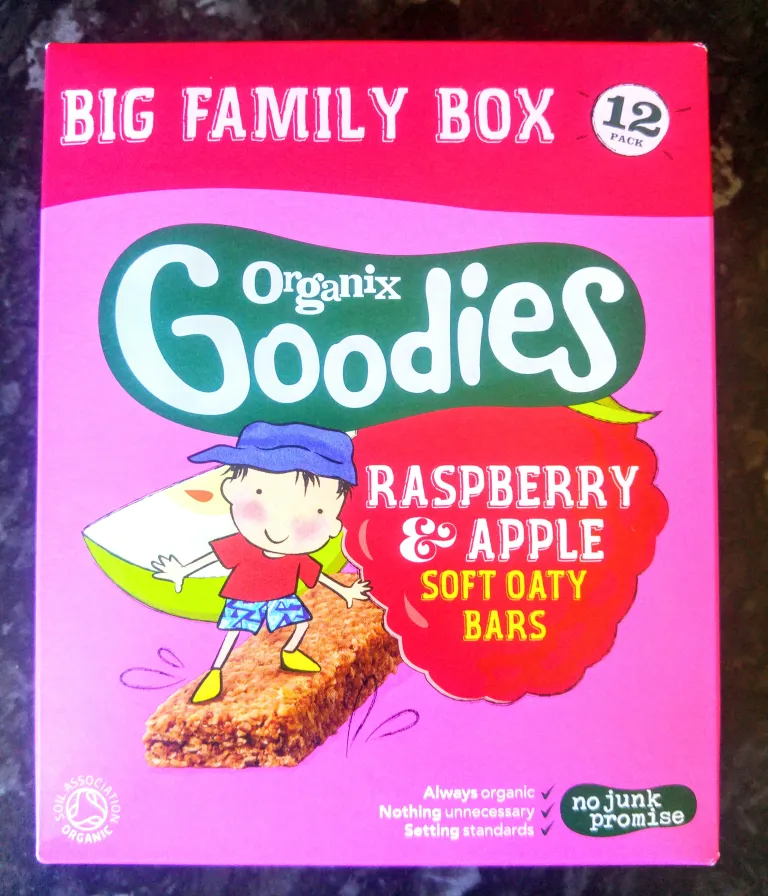 BIG FAMILY BOX
12
PACK
Organix
Goodies
RASPBERRY
& APPLE
SOFT OATY
BARS
Always organic ✓
Nothing unnecessary ✓
Setting standards ✓
no junk
promise
SOIL ASSOCIATION
ORGANIC